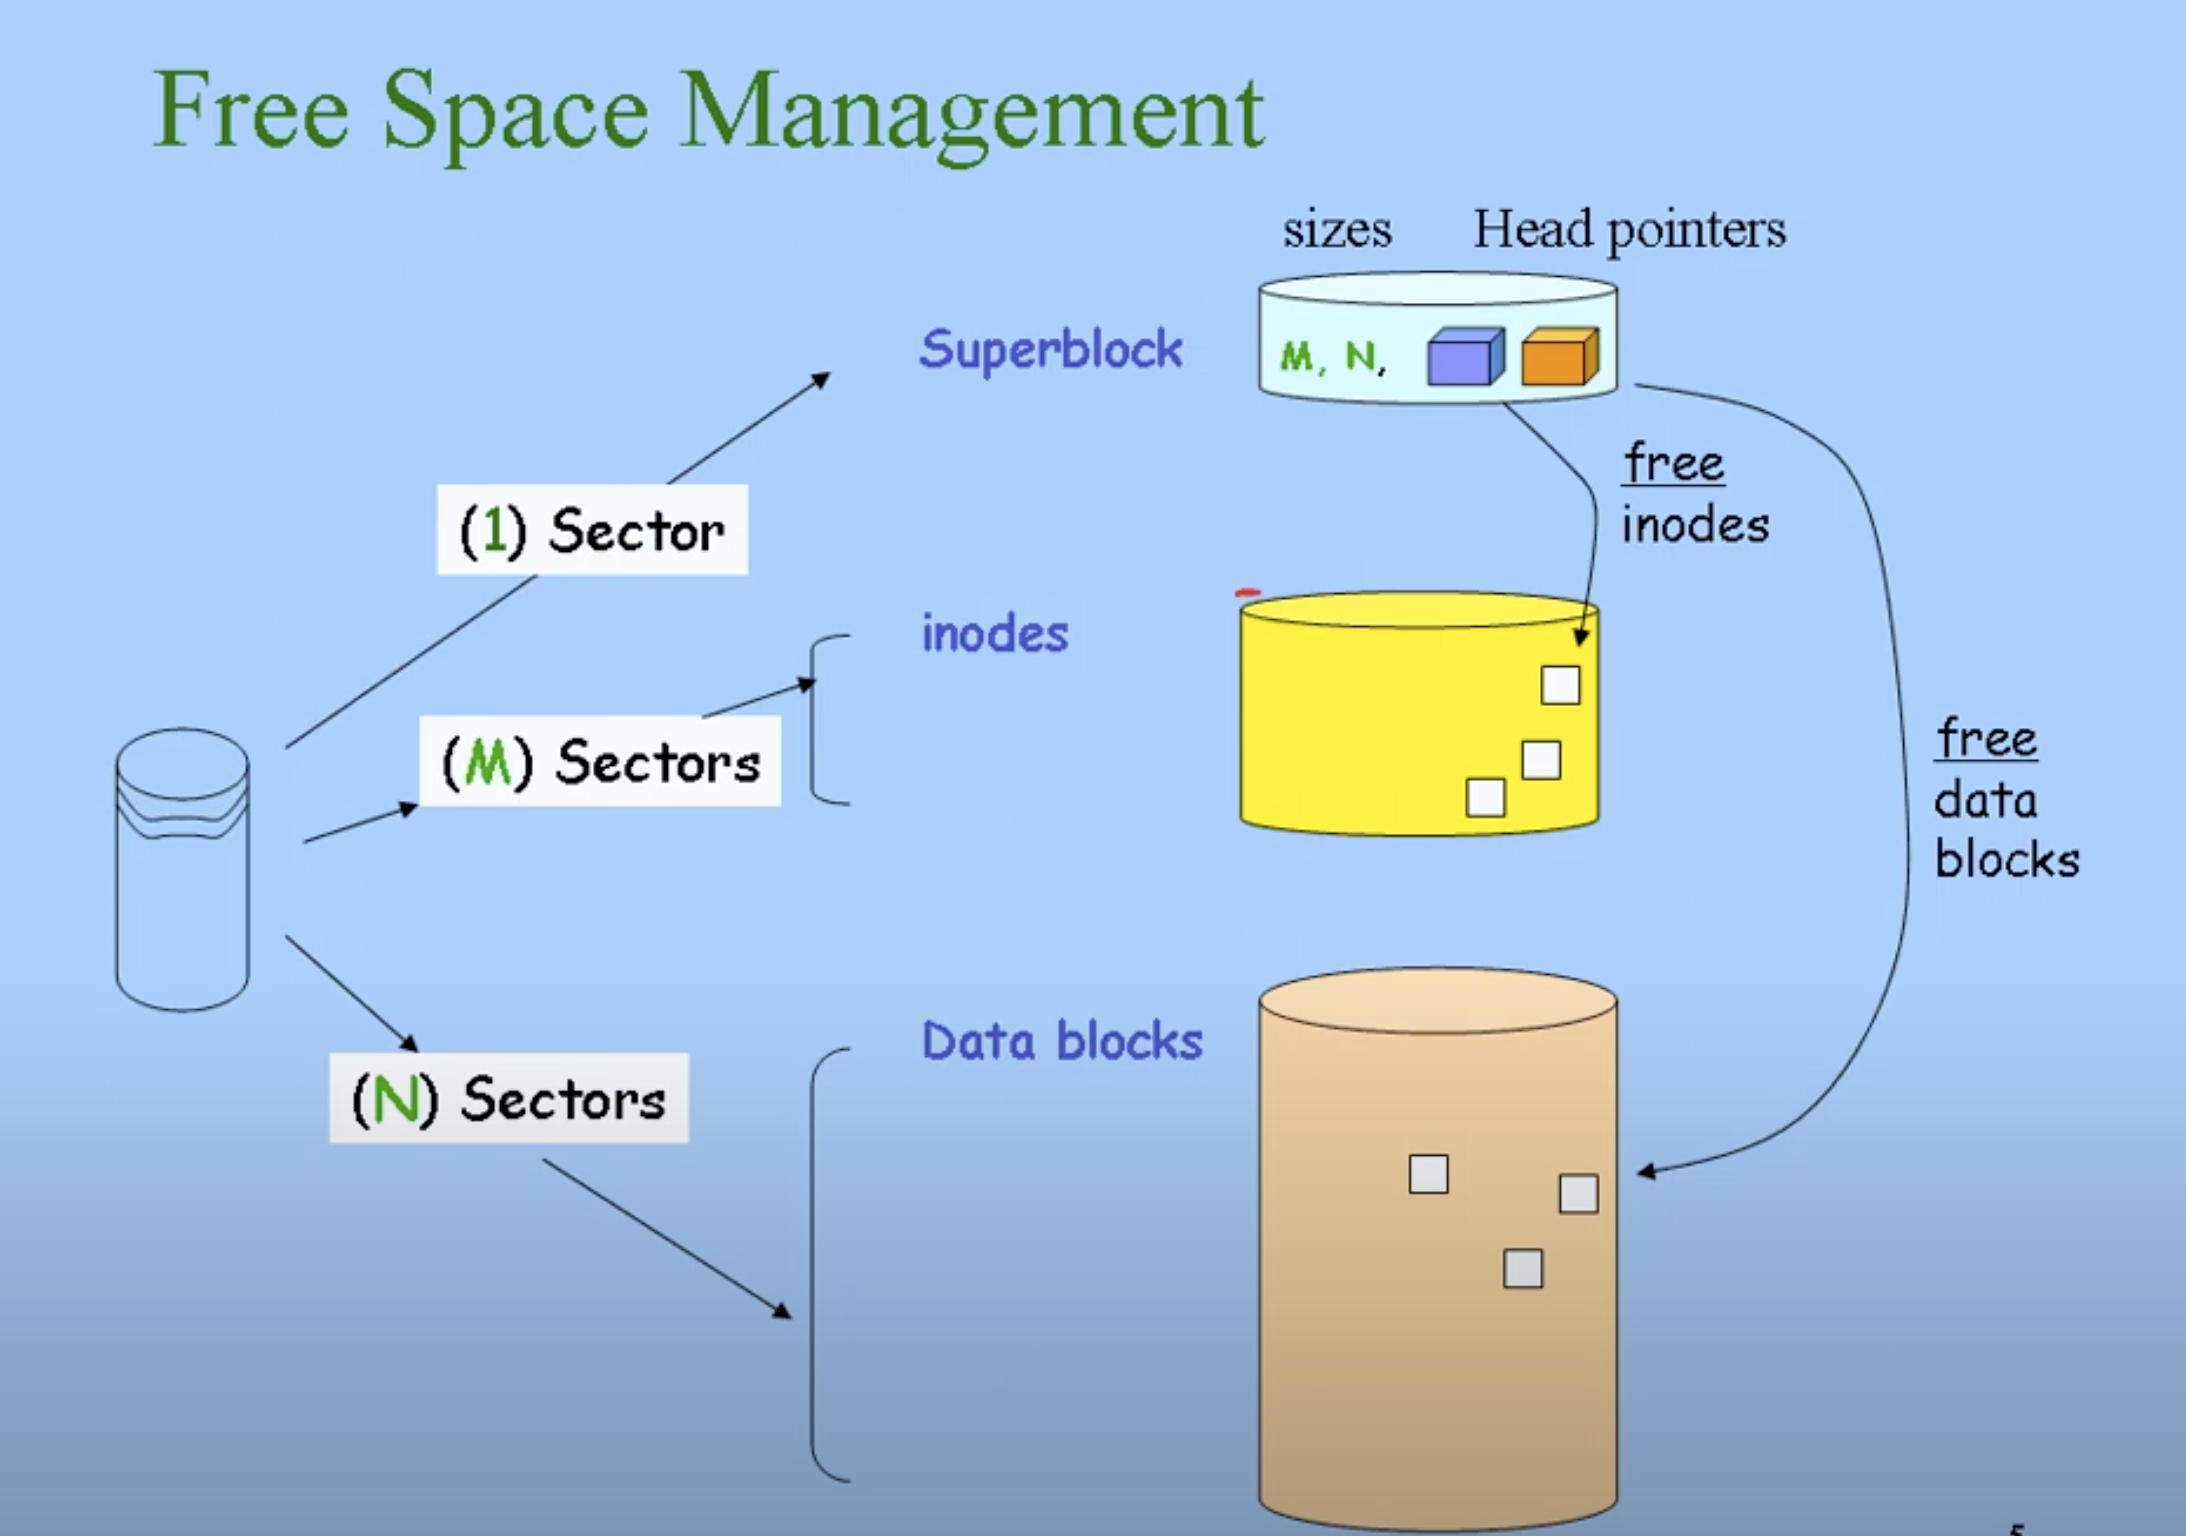 Free Space Management
sizes Head pointers
Superblock
M, N,
(1) Sector
free
inodes
inodes
(M) Sectors
free
data
blocks
Data blocks
(N) Sectors